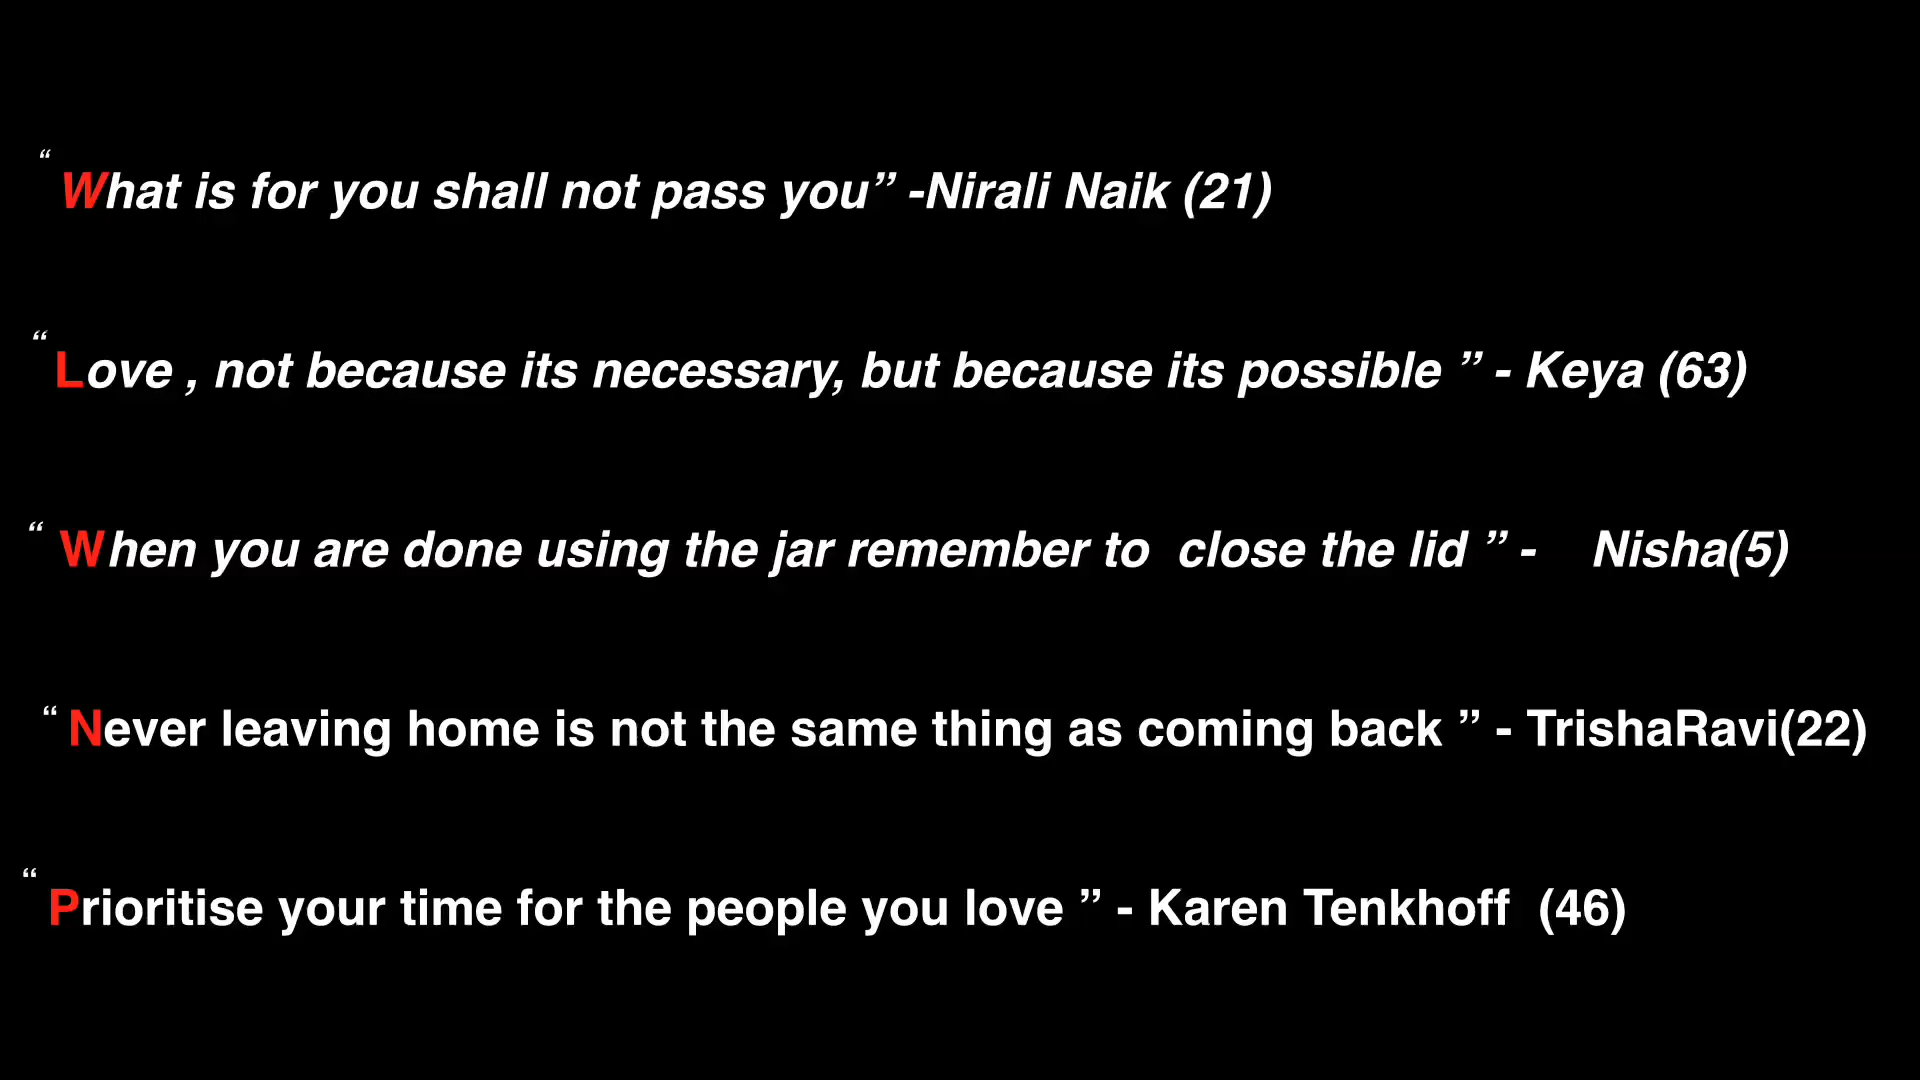 “ What is for you shall not pass you” -Nirali Naik (21)
“ Love , not because its necessary, but because its possible ” - Keya (63)
“ When you are done using the jar remember to  close the lid ” -    Nisha(5)
“ Never leaving home is not the same thing as coming back ” - TrishaRavi(22)
“ Prioritise your time for the people you love ” - Karen Tenkhoff  (46)